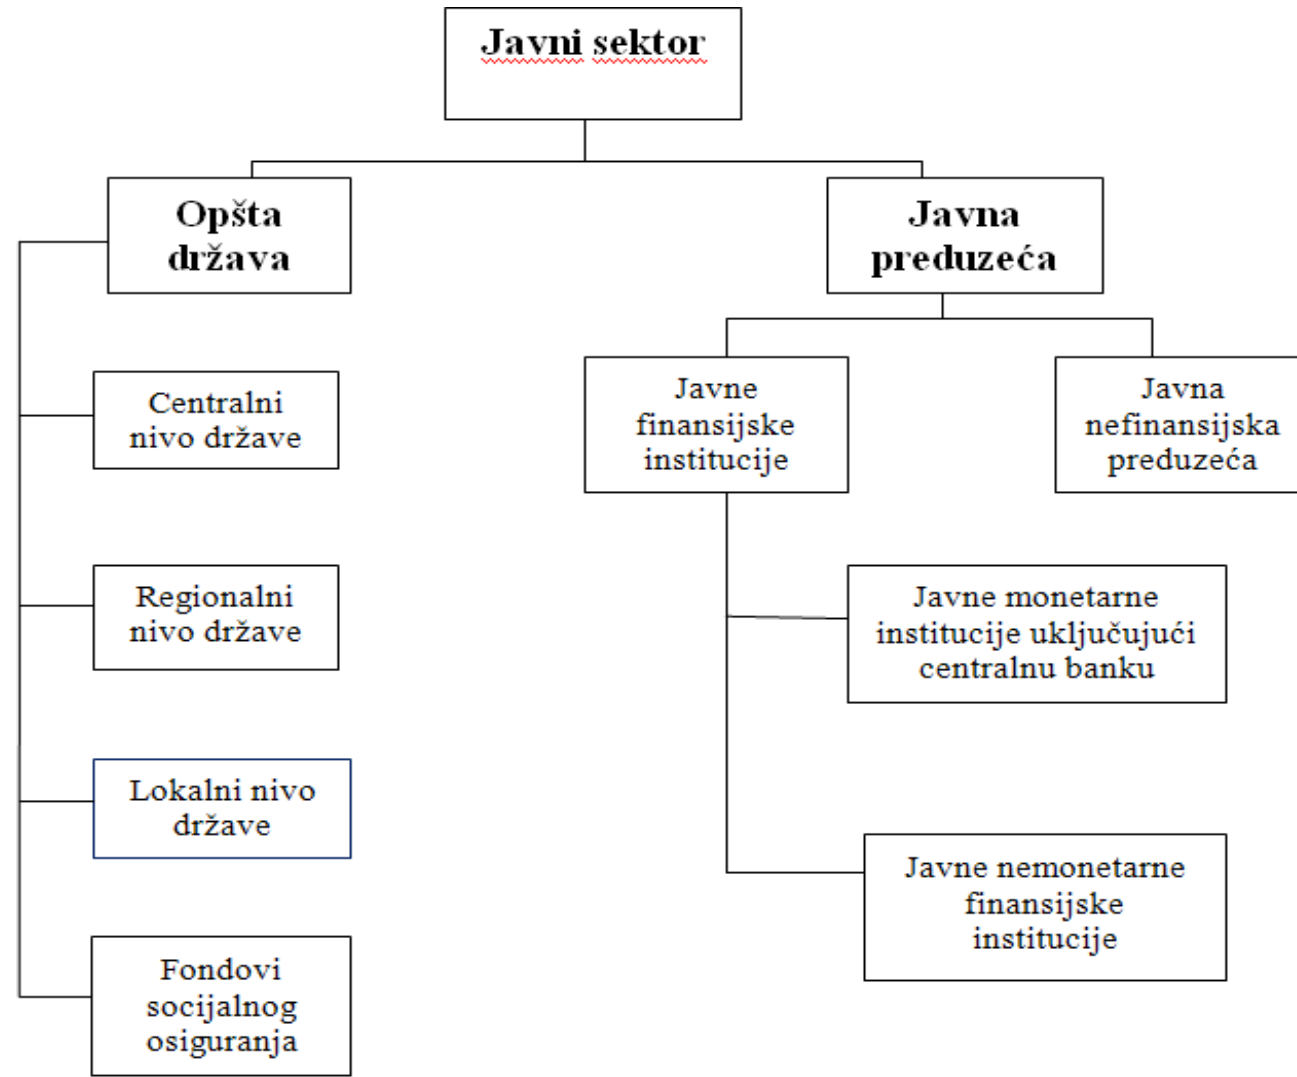 Javni sektor
Opšta
država
Javna
preduzeća
Centralni
nivo države
Regionalni
nivo države
Lokalni nivo
države
Fondovi
socijalnog
osiguranja
Javne
finansijske
institucije
Javna
nefinansijska
preduzeća
Javne monetarne
institucije uključujući
centralnu banku
Javne nemonetarne
finansijske
institucije